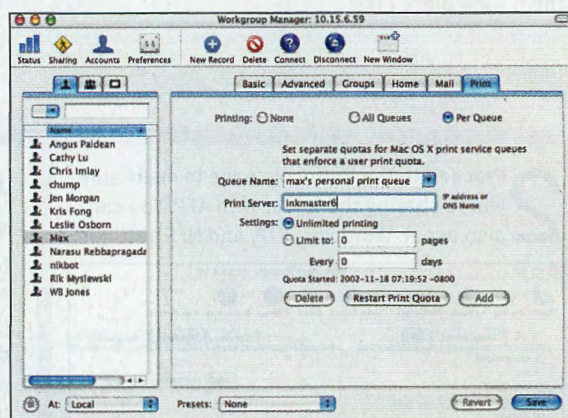 Workgroup Manager: 10.15.6.59
Status Sharing Accounts Preferences New Record Delete Connect Disconnect New Window
Basic Advanced Groups Home Mail Print
Name
Angus Paidean
Cathy Lu
Chris Imlay
chump
Jen Morgan
Kris Fong
Leslie Osborn
Max
Narasu Rebbapragada
nikbot
Rik Myslewski
WB Jones
Printing: None All Queues Per Queue
Set separate quotas for Mac OS X print service queues
that enforce a user print quota.
Queue Name: max's personal print queue
Print Server: inkmaster6 IP address or
DNS Name
Settings: Unlimited printing
Limit to: 0 pages
Every 0 days
Quota Started: 2002-11-18 07:19:52 -0800
Delete Restart Print Quota Add
At: Local Presets: None Revert Save